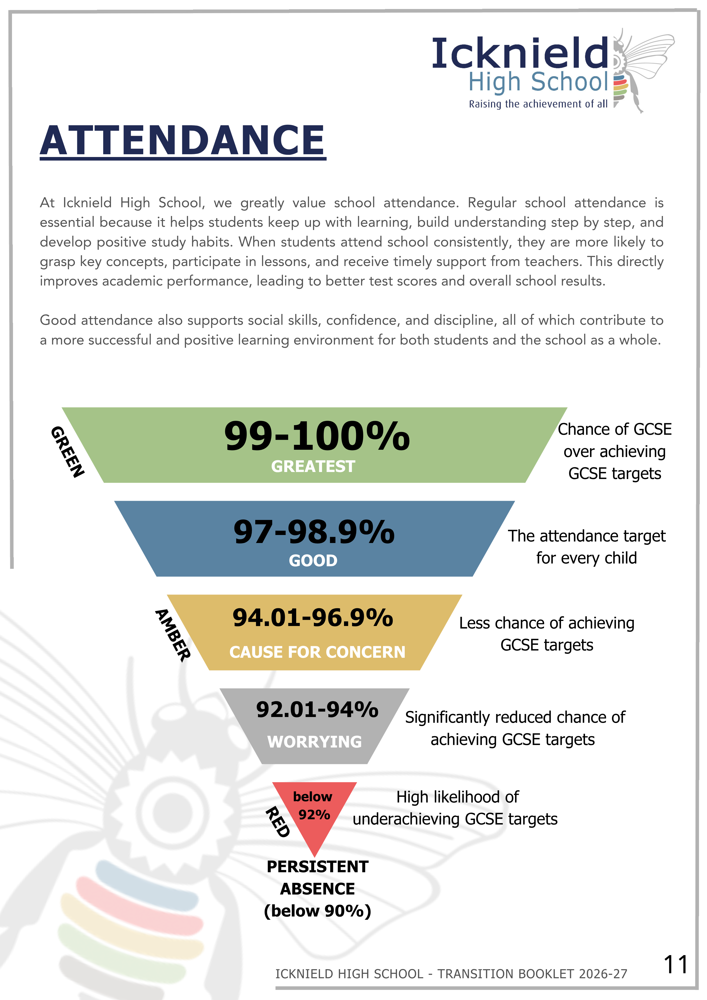 Icknield
High School
Raising the achievement of all
ATTENDANCE
At Icknield High School, we greatly value school attendance. Regular school attendance is
essential because it helps students keep up with learning, build understanding step by step, and
develop positive study habits. When students attend school consistently, they are more likely to
grasp key concepts, participate in lessons, and receive timely support from teachers. This directly
improves academic performance, leading to better test scores and overall school results.
Good attendance also supports social skills, confidence, and discipline, all of which contribute to
a more successful and positive learning environment for both students and the school as a whole.
GREEN
99-100%
GREATEST
Chance of GCSE
over achieving
GCSE targets
97-98.9%
GOOD
The attendance target
for every child
AMBER
94.01-96.9%
CAUSE FOR CONCERN
Less chance of achieving
GCSE targets
92.01-94%
WORRYING
Significantly reduced chance of
achieving GCSE targets
RED
below
92%
High likelihood of
underachieving GCSE targets
PERSISTENT
ABSENCE
(below 90%)
ICKNIELD HIGH SCHOOL - TRANSITION BOOKLET 2026-27
11